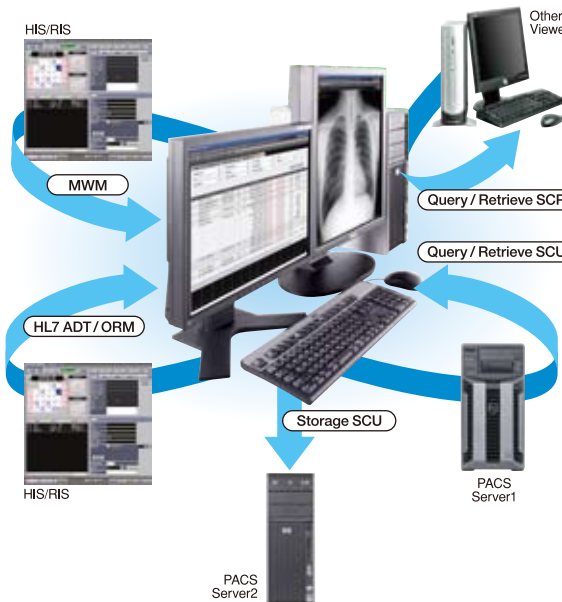 HIS/RIS
Other
Viewe
MWM
Query / Retrieve SCP
Query / Retrieve SCU
HL7 ADT / ORM
Storage SCU
HIS/RIS
PACS
Server1
PACS
Server2